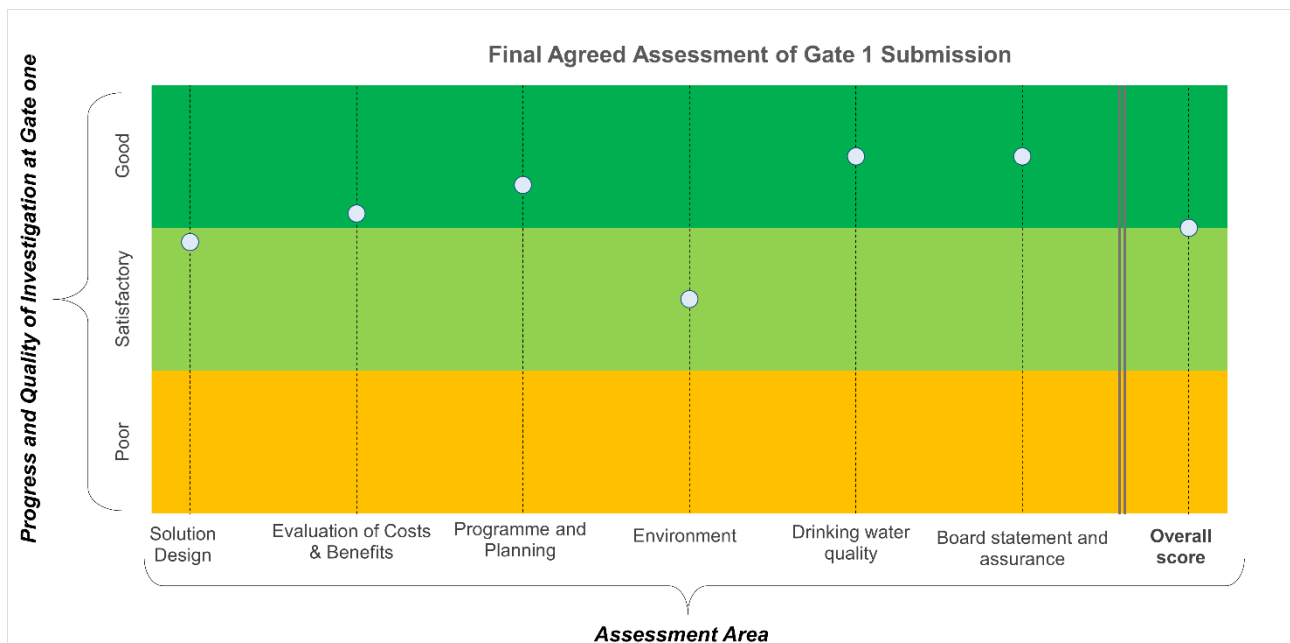 Final Agreed Assessment of Gate 1 Submission
Progress and Quality of Investigation at Gate one
Good
Satisfactory
Poor
Solution
Design
Evaluation of Costs
& Benefits
Programme and
Planning
Environment
Drinking water
quality
Board statement and
assurance
Overall
score
Assessment Area